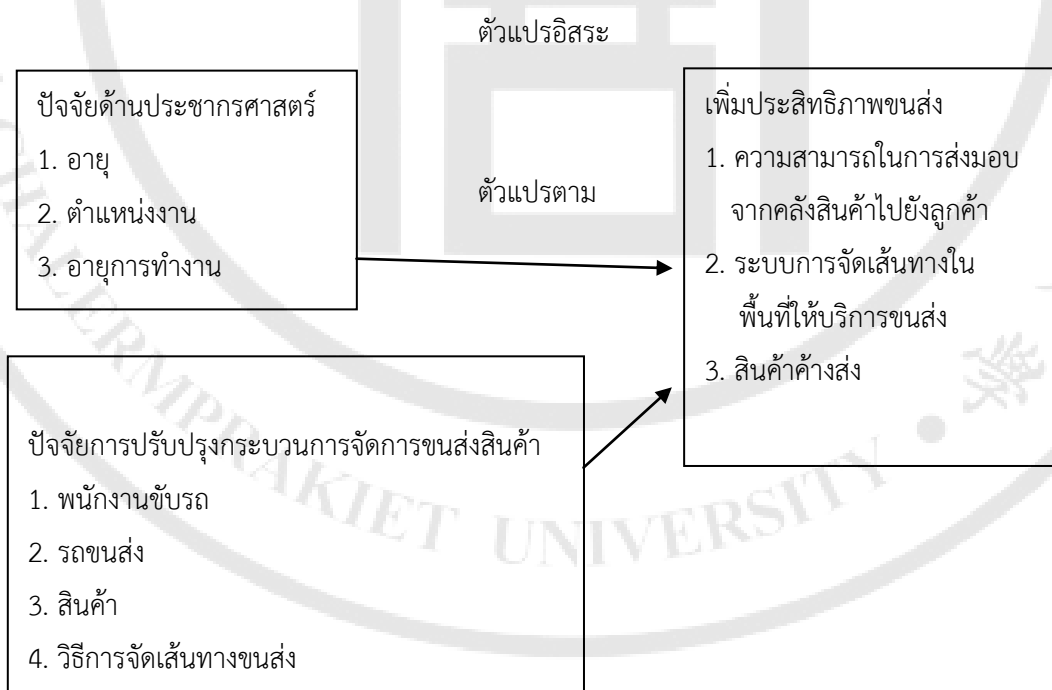 ตัวแปรอิสระ
ปัจจัยด้านประชากรศาสตร์
1. อายุ
2. ตำแหน่งงาน
3. อายุการทำงาน
ตัวแปรตาม
เพิ่มประสิทธิภาพขนส่ง
1. ความสามารถในการส่งมอบ
จากคลังสินค้าไปยังลูกค้า
2. ระบบการจัดเส้นทางใน
พื้นที่ให้บริการขนส่ง
3. สินค้าค้างส่ง
ปัจจัยการปรับปรุงกระบวนการจัดการขนส่งสินค้า
1. พนักงานขับรถ
2. รถขนส่ง
3. สินค้า
4. วิธีการจัดเส้นทางขนส่ง
CHALERMPRAKIET UNIVERSITY •